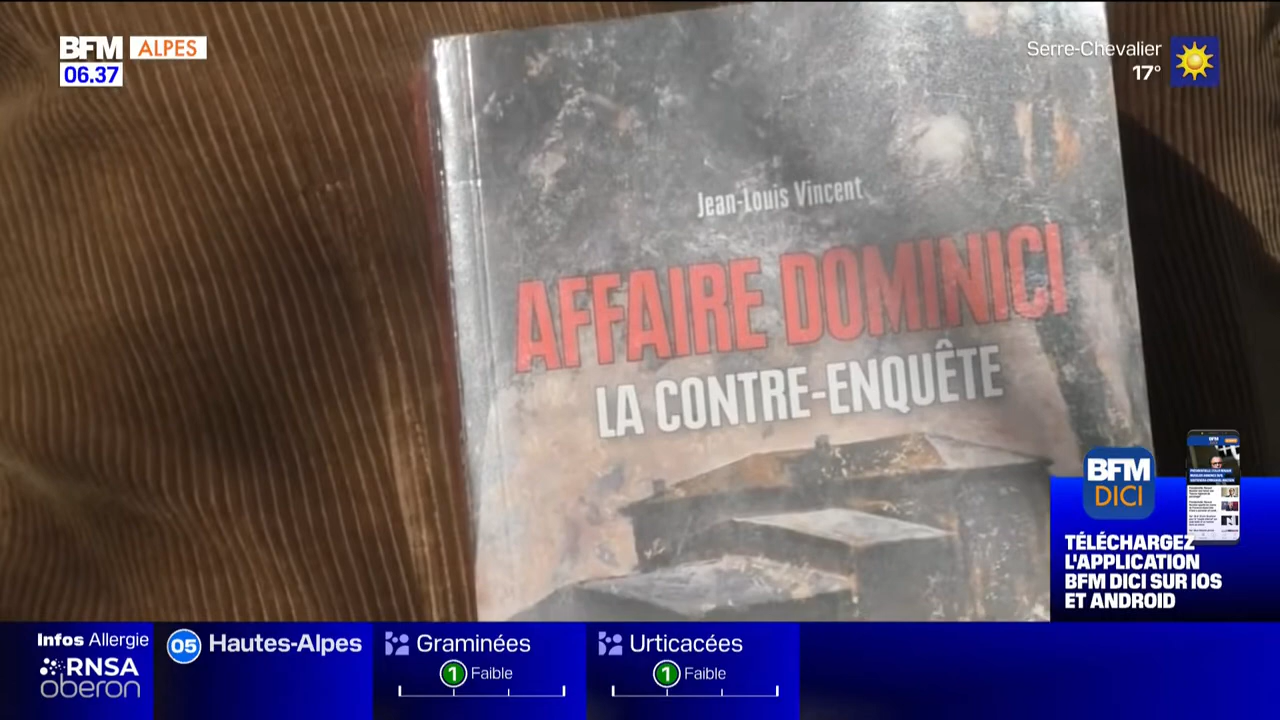 BFM ALPES
06.37
Serre-Chevalier
17°
Jean-Louis Vincent
AFFAIRE DOMINICI
LA CONTRE-ENQUÊTE
BFM
DICI
TÉLÉCHARGEZ
L'APPLICATION
BFM DICI SUR IOS
ET ANDROID
Infos Allergie
RNSA
oberon
05 Hautes-Alpes
Graminées
1 Faible
Urticacées
1 Faible